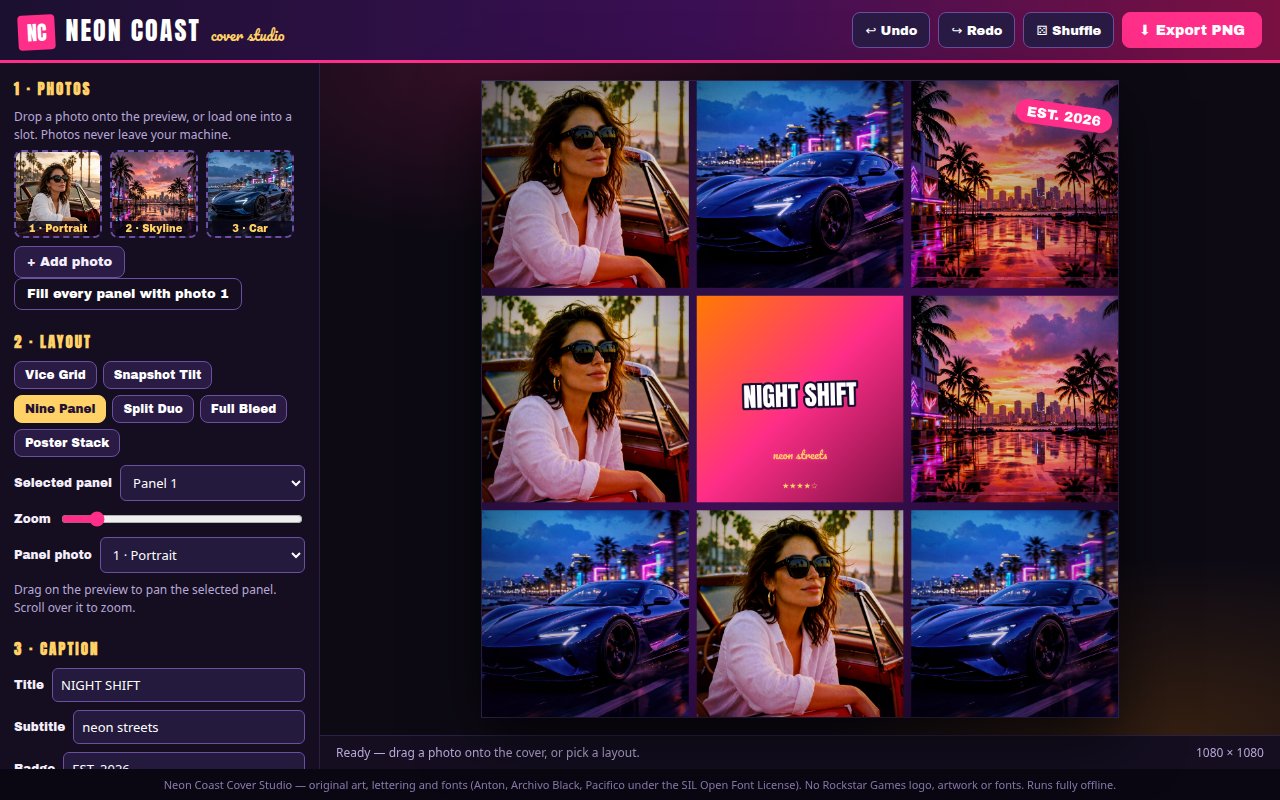 NC NEON COAST cover studio
↩ Undo
↪ Redo
⚄ Shuffle
⬇ Export PNG
1 · PHOTOS
Drop a photo onto the preview, or load one into a
slot. Photos never leave your machine.
1 · Portrait
2 · Skyline
3 · Car
+ Add photo
Fill every panel with photo 1
2 · LAYOUT
Vice Grid
Snapshot Tilt
Nine Panel
Split Duo
Full Bleed
Poster Stack
Selected panel
Panel 1
Zoom
Panel photo
1 · Portrait
Drag on the preview to pan the selected panel.
Scroll over it to zoom.
3 · CAPTION
Title
NIGHT SHIFT
Subtitle
neon streets
Badge
EST. 2026
EST. 2026
NIGHT SHIFT
neon streets
★★★★☆
Ready — drag a photo onto the cover, or pick a layout.
1080 × 1080
Neon Coast Cover Studio — original art, lettering and fonts (Anton, Archivo Black, Pacifico under the SIL Open Font License). No Rockstar Games logo, artwork or fonts. Runs fully offline.